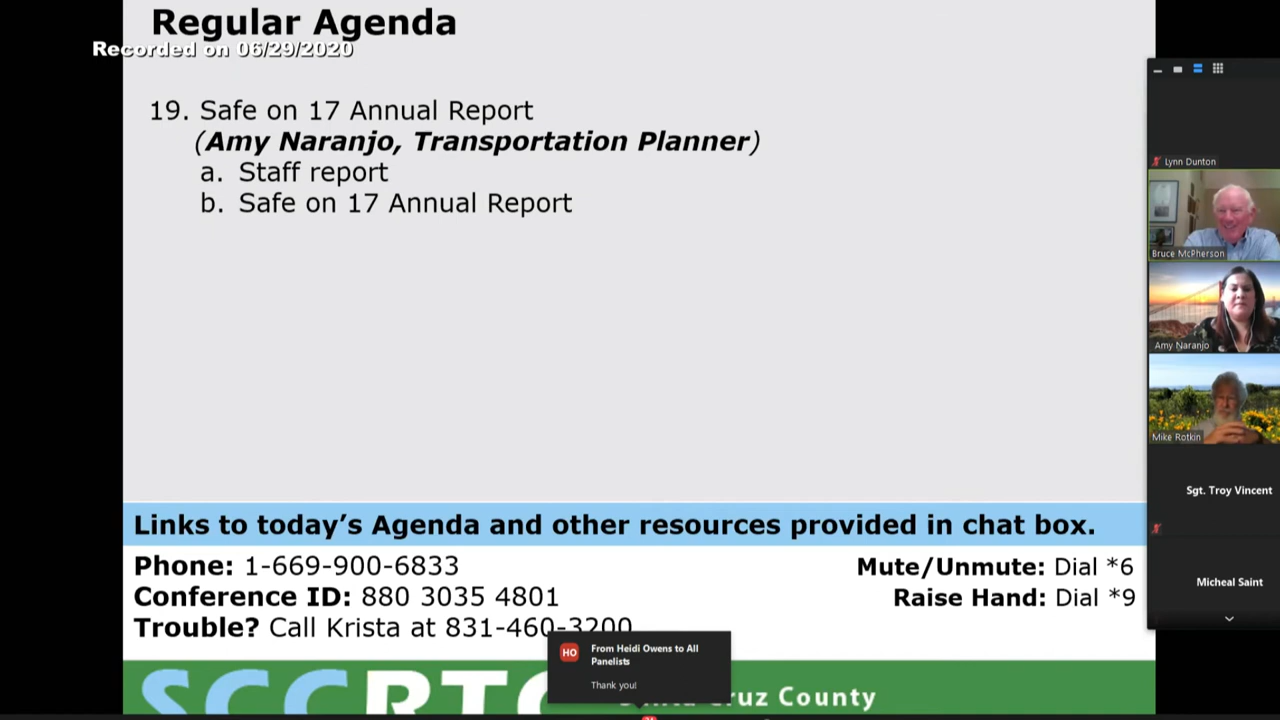 Regular Agenda
Recorded on 06/29/2020
19. Safe on 17 Annual Report
(Amy Naranjo, Transportation Planner)
a. Staff report
b. Safe on 17 Annual Report
Links to today's Agenda and other resources provided in chat box.
Phone: 1-669-900-6833
Mute/Unmute: Dial *6
Conference ID: 880 3035 4801
Raise Hand: Dial *9
Trouble? Call Krista at 831-460-3200
HO
From Heidi Owens to All
Panelists
Thank you!
SCCRTC
Cruz County
Lynn Dunton
Bruce McPherson
Amy Naranjo
Mike Rotkin
Sgt. Troy Vincent
Micheal Saint